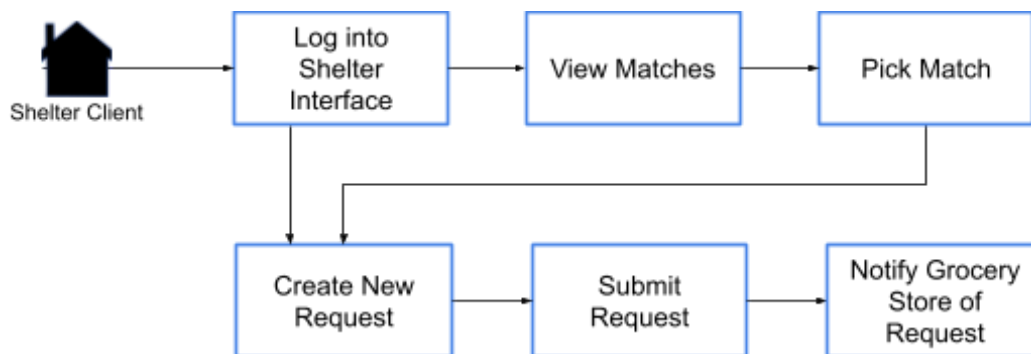 Log into
Shelter
Interface
View Matches
Pick Match
Shelter Client
Create New
Request
Submit
Request
Notify Grocery
Store of
Request